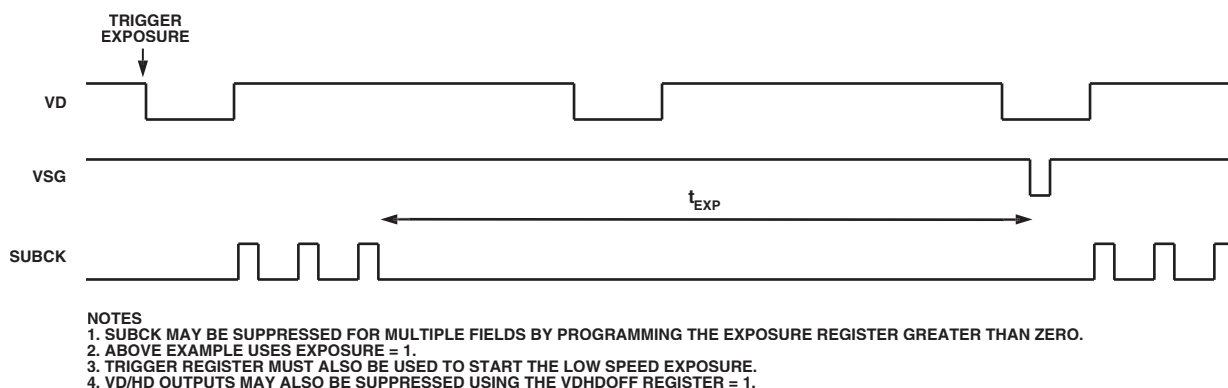 TRIGGER
EXPOSURE
VD
VSG
tEXP
SUBCK
NOTES
1. SUBCK MAY BE SUPPRESSED FOR MULTIPLE FIELDS BY PROGRAMMING THE EXPOSURE REGISTER GREATER THAN ZERO.
2. ABOVE EXAMPLE USES EXPOSURE = 1.
3. TRIGGER REGISTER MUST ALSO BE USED TO START THE LOW SPEED EXPOSURE.
4. VD/HD OUTPUTS MAY ALSO BE SUPPRESSED USING THE VDHDOFF REGISTER = 1.